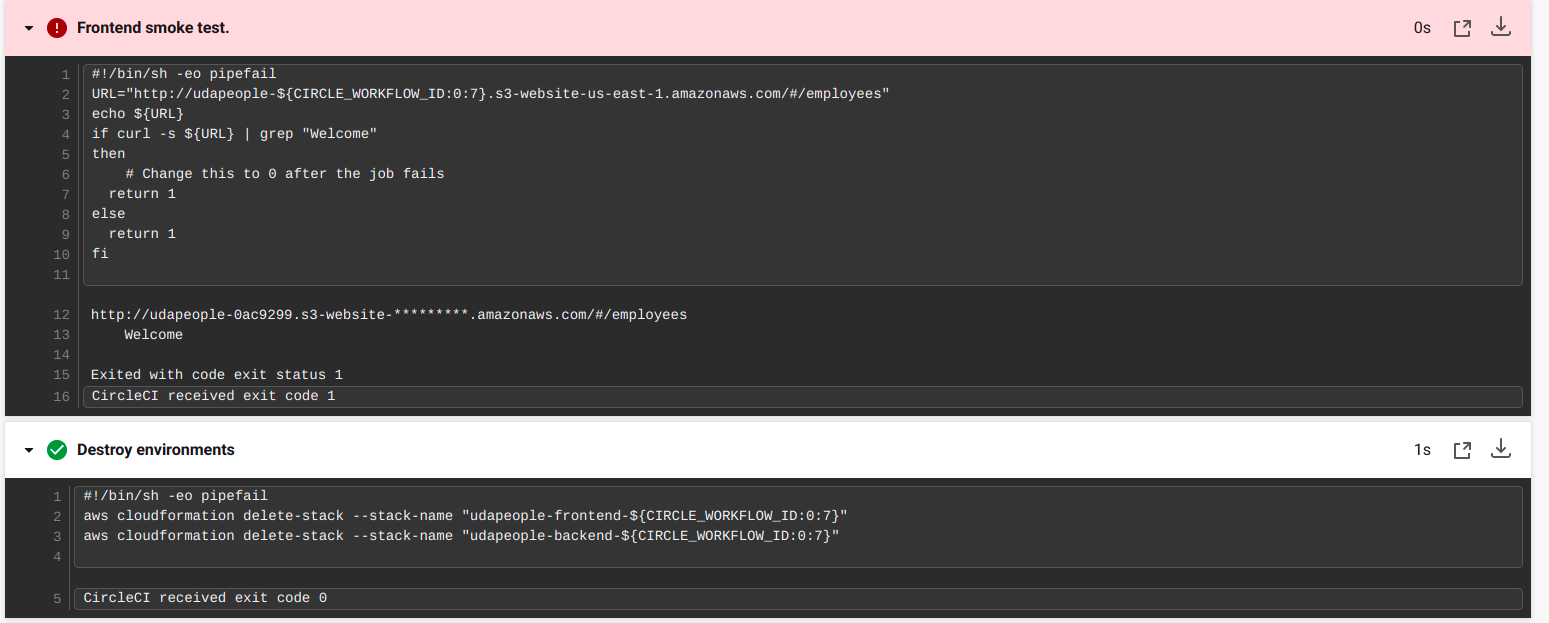 Frontend smoke test.
0s
1 #!/bin/sh -eo pipefail
2 URL="http://udapeople-${CIRCLE_WORKFLOW_ID:0:7}.s3-website-us-east-1.amazonaws.com/#/employees"
3 echo ${URL}
4 if curl -s ${URL} | grep "Welcome"
5 then
6     # Change this to 0 after the job fails
7   return 1
8 else
9   return 1
10 fi
11
12 http://udapeople-0ac9299.s3-website-*********.amazonaws.com/#/employees
13     Welcome
14
15 Exited with code exit status 1
16 CircleCI received exit code 1
Destroy environments
1s
1 #!/bin/sh -eo pipefail
2 aws cloudformation delete-stack --stack-name "udapeople-frontend-${CIRCLE_WORKFLOW_ID:0:7}"
3 aws cloudformation delete-stack --stack-name "udapeople-backend-${CIRCLE_WORKFLOW_ID:0:7}"
4
5 CircleCI received exit code 0